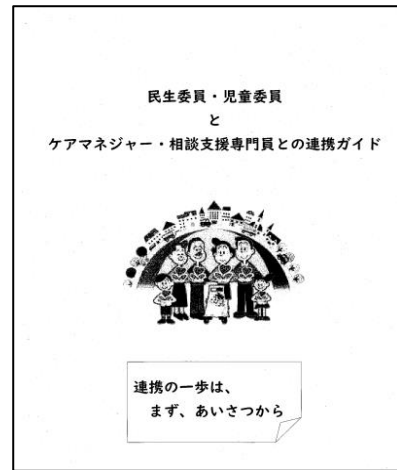 民生委員・児童委員
と
ケアマネジャー・相談支援専門員との連携ガイド
連携の一歩は、
まず、あいさつから